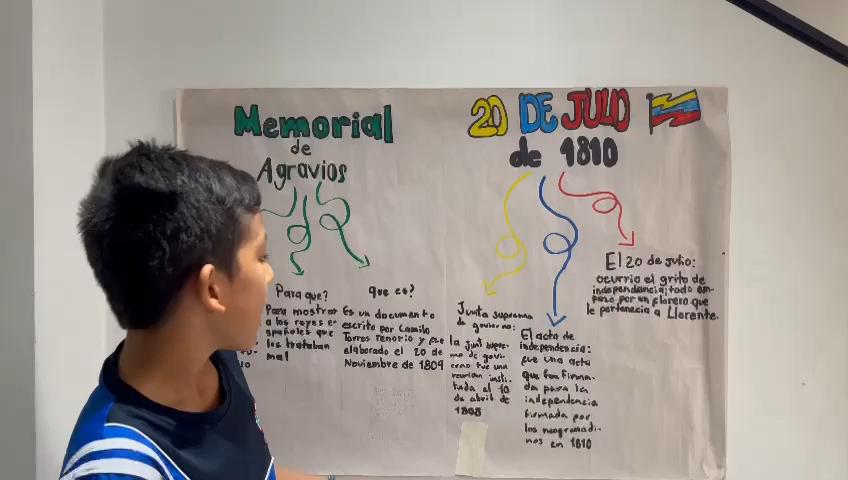 Memorial
de
Agravios
Para que?
Para mostrar
a los reyes es
pañoles que
los trataban
mal
que es?
Es un documento
escrito por Camilo
Torres Tenorio y fue
elaborado el 20 de
Noviembre de 1809
20 DE JULIO
de 1810
Junta suprema
de govierno:
la junt supre-
mo de govi-
erno fue una
reunion insti-
tuida el 10
de abril de
El acta de
independencia:
fue una acta
que fue firma-
da para la
independencia
firmada por
los neogranadi-
nos en 1810
El 20 de julio:
ocurrio el grito de
independencia, todo em-
pezo por un florero que
le pertenecia a Llorente.